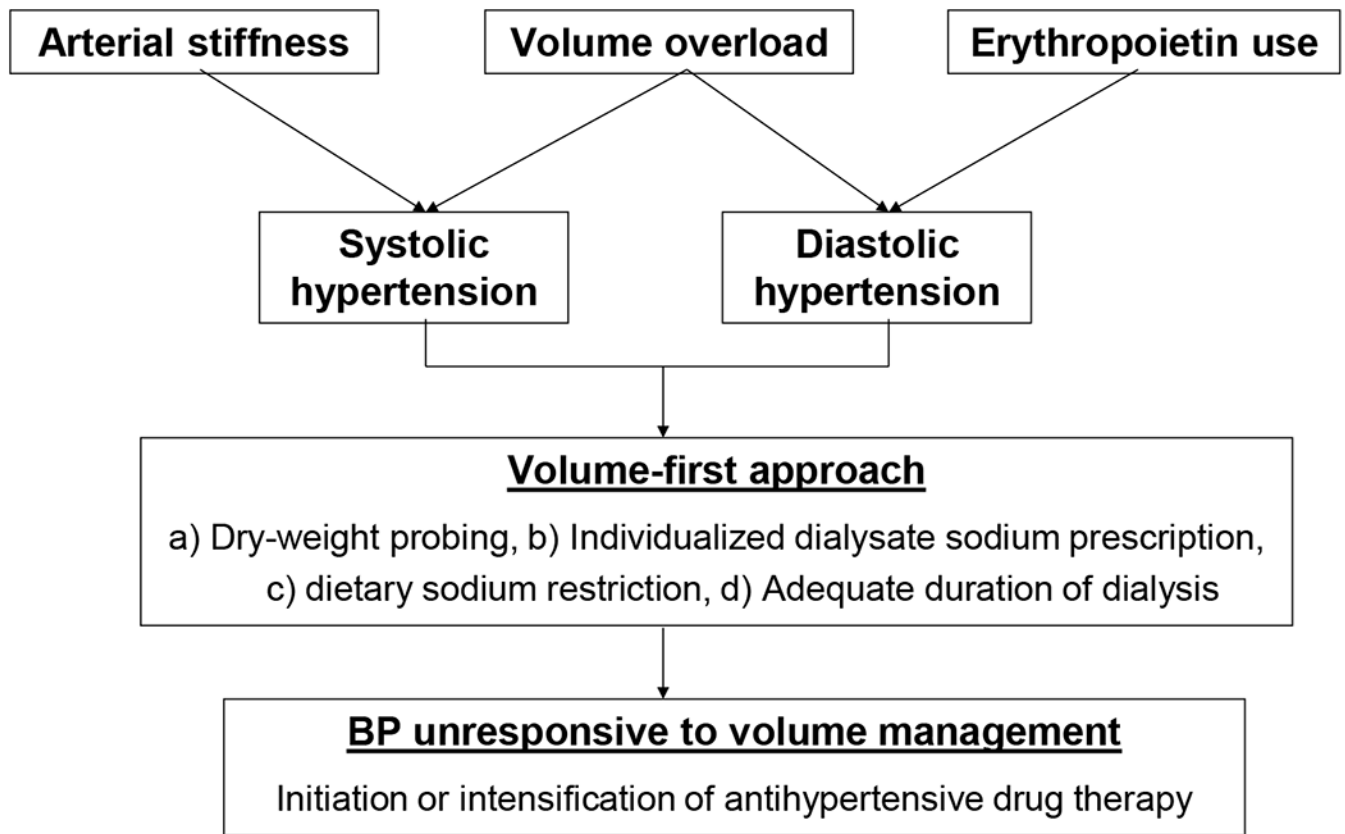 Arterial stiffness
Volume overload
Erythropoietin use
Systolic
hypertension
Diastolic
hypertension
Volume-first approach
a) Dry-weight probing, b) Individualized dialysate sodium prescription,
c) dietary sodium restriction, d) Adequate duration of dialysis
BP unresponsive to volume management
Initiation or intensification of antihypertensive drug therapy